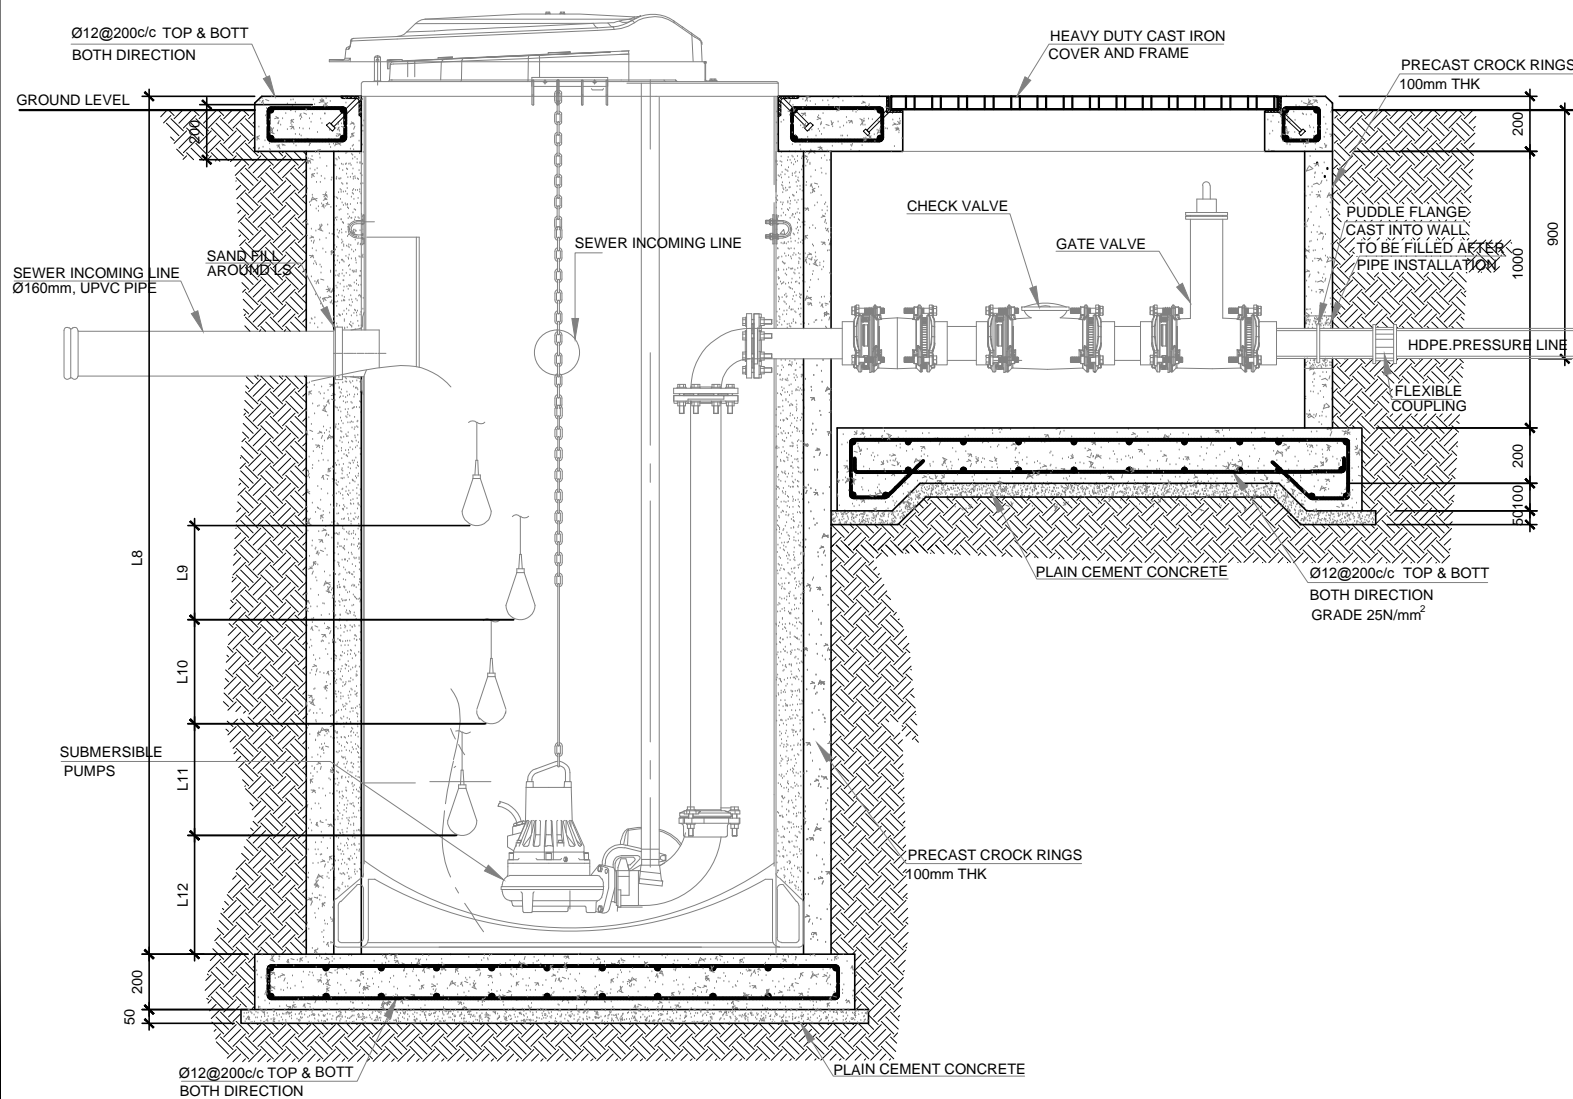 Ø12@200c/c TOP & BOTT
BOTH DIRECTION
HEAVY DUTY CAST IRON
COVER AND FRAME
PRECAST CROCK RINGS
100mm THK
GROUND LEVEL
200
200
CHECK VALVE
GATE VALVE
PUDDLE FLANGE
CAST INTO WALL
TO BE FILLED AFTER
PIPE INSTALLATION
900
1000
SEWER INCOMING LINE
SAND FILL
AROUND LS
SEWER INCOMING LINE
Ø160mm, UPVC PIPE
HDPE.PRESSURE LINE
FLEXIBLE
COUPLING
200
100
50
L8
L9
L10
L11
L12
PLAIN CEMENT CONCRETE
Ø12@200c/c TOP & BOTT
BOTH DIRECTION
GRADE 25N/mm²
SUBMERSIBLE
PUMPS
PRECAST CROCK RINGS
100mm THK
200
50
Ø12@200c/c TOP & BOTT
BOTH DIRECTION
PLAIN CEMENT CONCRETE